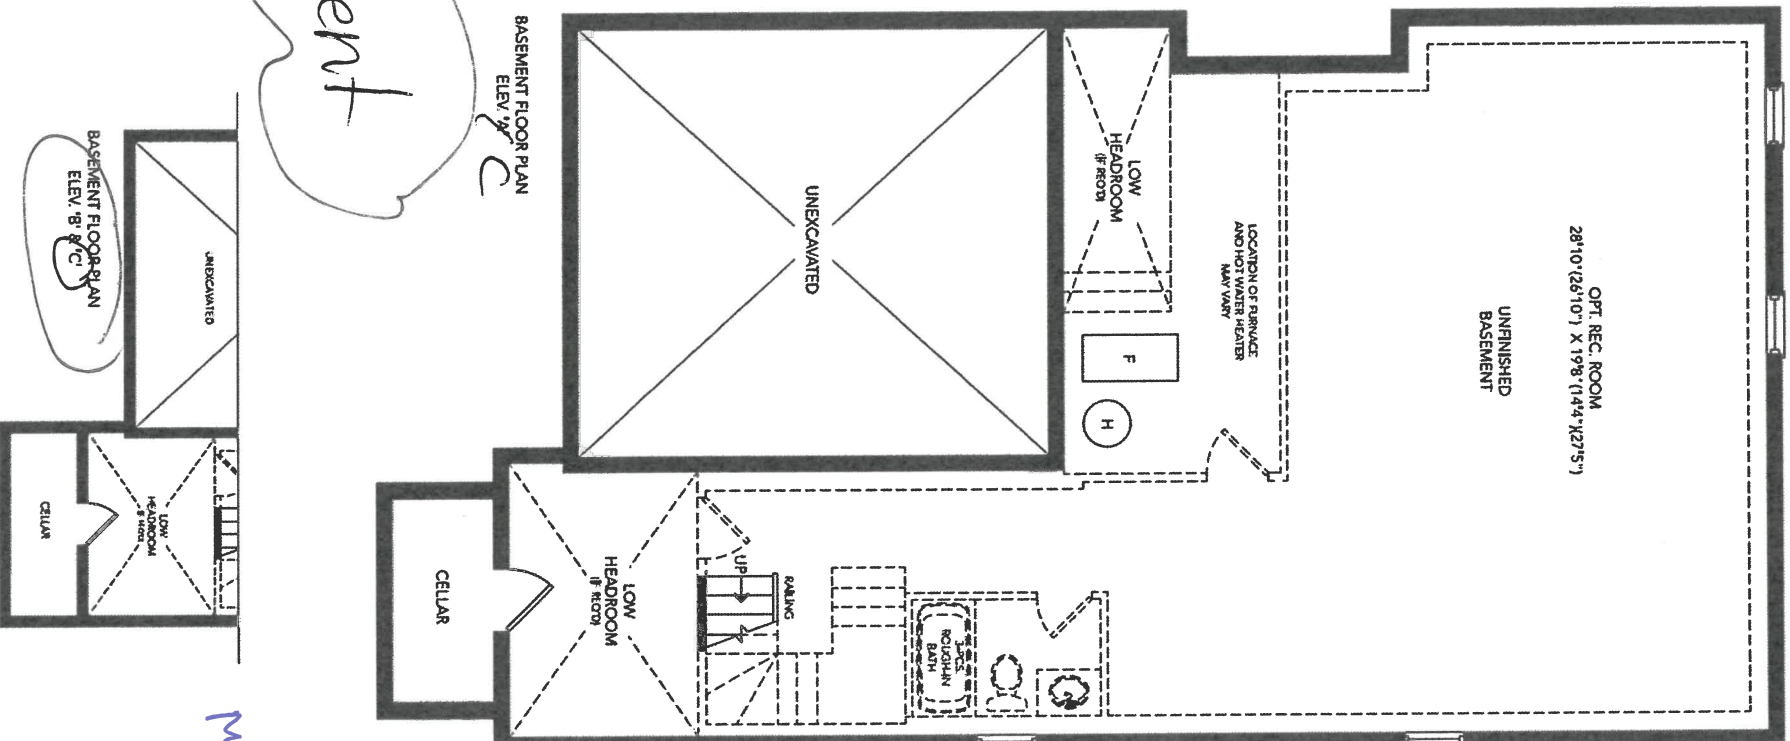 OPT. REC. ROOM
28'10"(26'10") X 19'8"(14'4")(27'5")
UNFINISHED
BASEMENT
LOCATION OF FURNACE
AND HOT WATER HEATER
MAY VARY
LOW
HEADROOM
(IF REQ'D)
F
H
UNEXCAVATED
3-PCS.
ROUGH-IN
BATH
RAILING
UP
LOW
HEADROOM
(IF REQ'D)
CELLAR
BASEMENT FLOOR PLAN
ELEV. 'A' C
ent
UNEXCAVATED
LOW
HEADROOM
CELLAR
BASEMENT FLOOR PLAN
ELEV. 'B' & 'C'
M